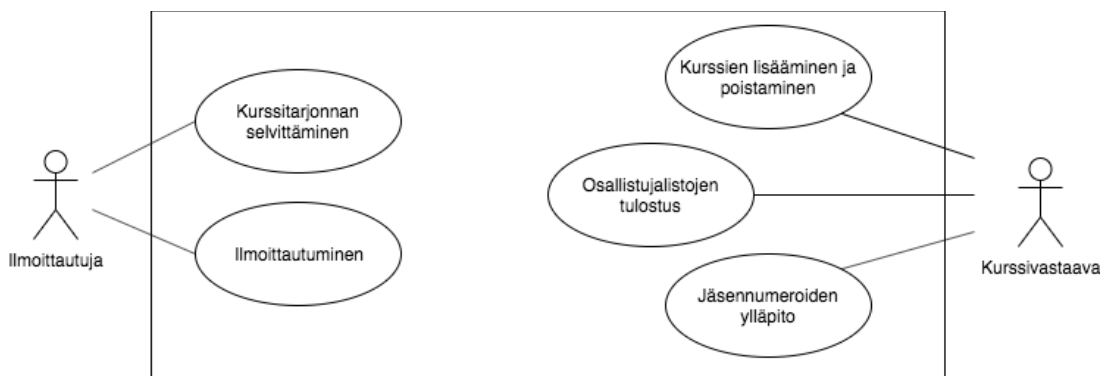 Kurssitarjonnan
selvittäminen
Ilmoittautuminen
Ilmoittautuja
Kurssien lisääminen ja
poistaminen
Osallistujalistojen
tulostus
Jäsennumeroiden
ylläpito
Kurssivastaava